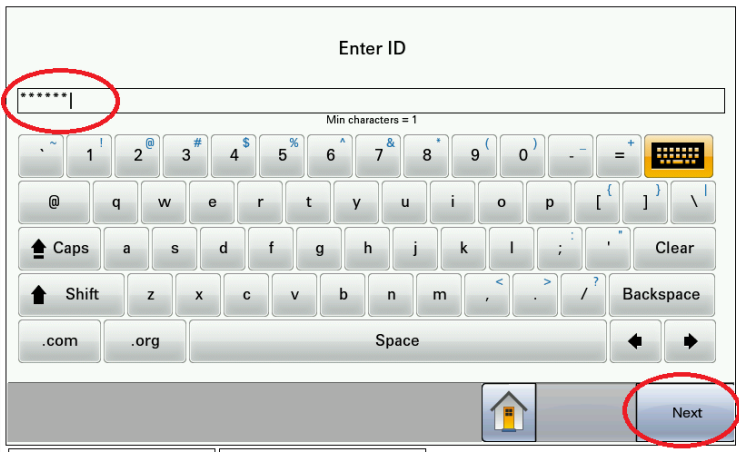 Enter ID
******
Min characters = 1
` ~ 1 ! 2 @ 3 # 4 $ 5 % 6 ^ 7 & 8 * 9 ( 0 ) - _ = +
@ q w e r t y u i o p [ { ] } \ |
Caps a s d f g h j k l ; : ' " Clear
Shift z x c v b n m , < . > / ? Backspace
.com .org Space
Next